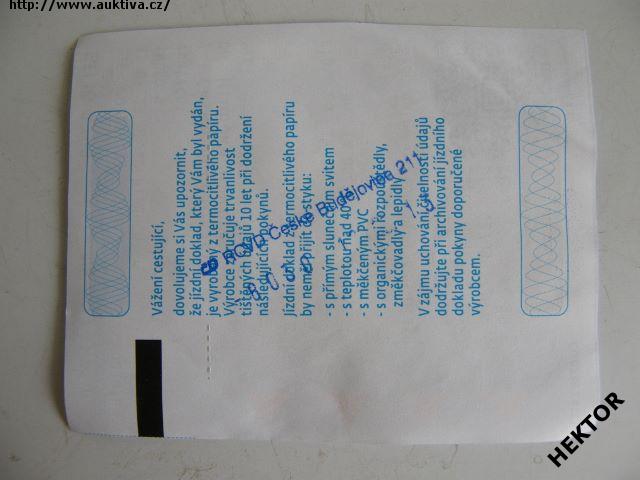 http://www.auktiva.cz/
Vážení cestující,
dovolujeme si Vás upozornit,
že jízdní doklad, který Vám byl vydán,
je vyroben z termocitlivého papíru.
Výrobce zaručuje trvanlivost
tištěných údajů 10 let při dodržení
následujících pokynů.
Jízdní doklad z termocitlivého papíru
by neměl přijít do styku:
- s přímým slunečním svitem
- s teplotou nad 40
- s měkčeným PVC
- s organickými rozpouštědly,
změkčovadly a lepidly
V zájmu uchování čitelnosti údajů
dodržujte při archivování jízdního
dokladu pokyny doporučené
výrobcem.
České Budějovice 211
HEKTOR